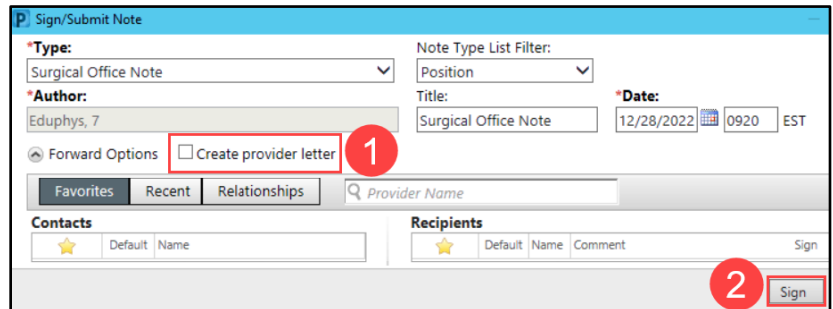 P Sign/Submit Note
*Type: Note Type List Filter:
Surgical Office Note Position
*Author: Title: *Date:
Eduphys, 7 Surgical Office Note 12/28/2022 0920 EST
Forward Options Create provider letter 1
Favorites Recent Relationships Provider Name
Contacts Recipients
Default Name Default Name Comment Sign
2 Sign